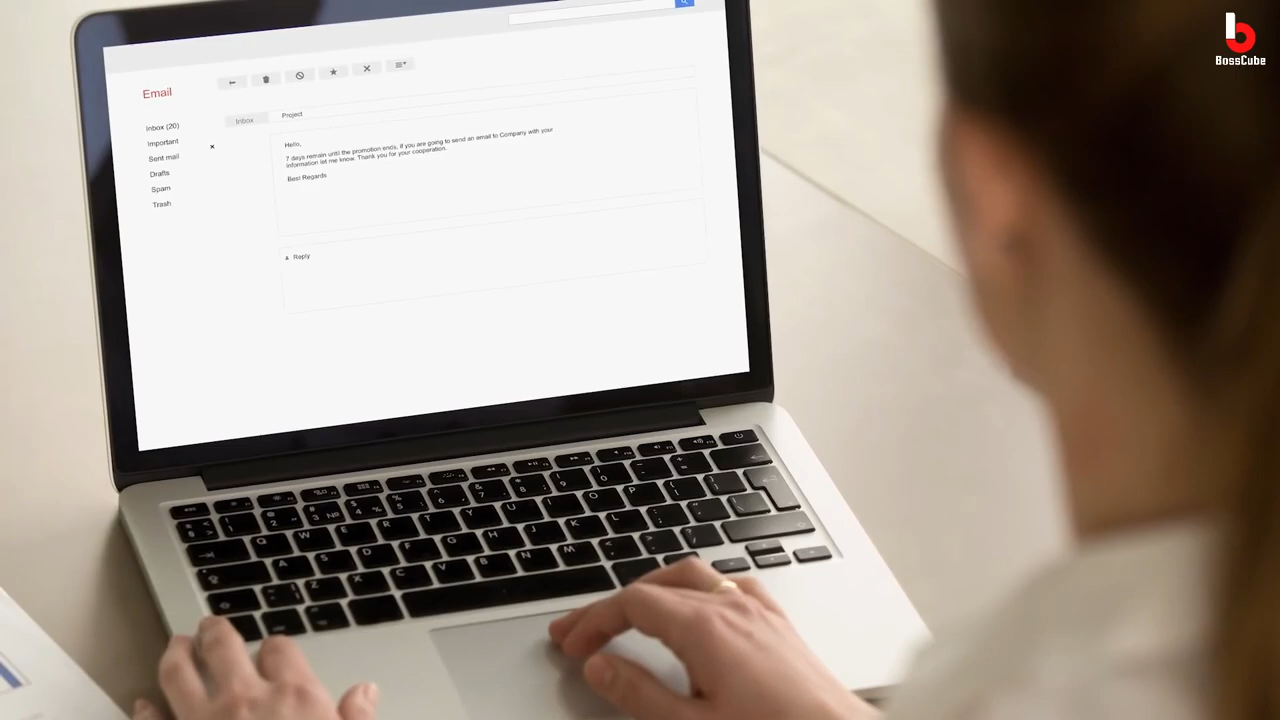 BossCube
Email
Inbox (20)
Important
Sent mail
Drafts
Spam
Trash
Inbox
Project
Hello,
7 days remain until the promotion ends, if you are going to send an email to Company with your
information let me know. Thank you for your cooperation.
Best Regards
Reply
Q W E R T Y U I O P
A S D F G H J K L
Z X C V B N M